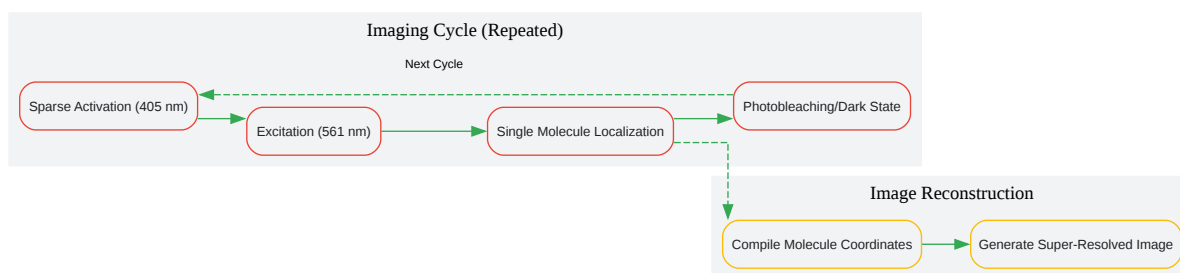 Imaging Cycle (Repeated)
Next Cycle
Sparse Activation (405 nm)
Photobleaching/Dark State
Excitation (561 nm)
Single Molecule Localization
Image Reconstruction
Compile Molecule Coordinates
Generate Super-Resolved Image